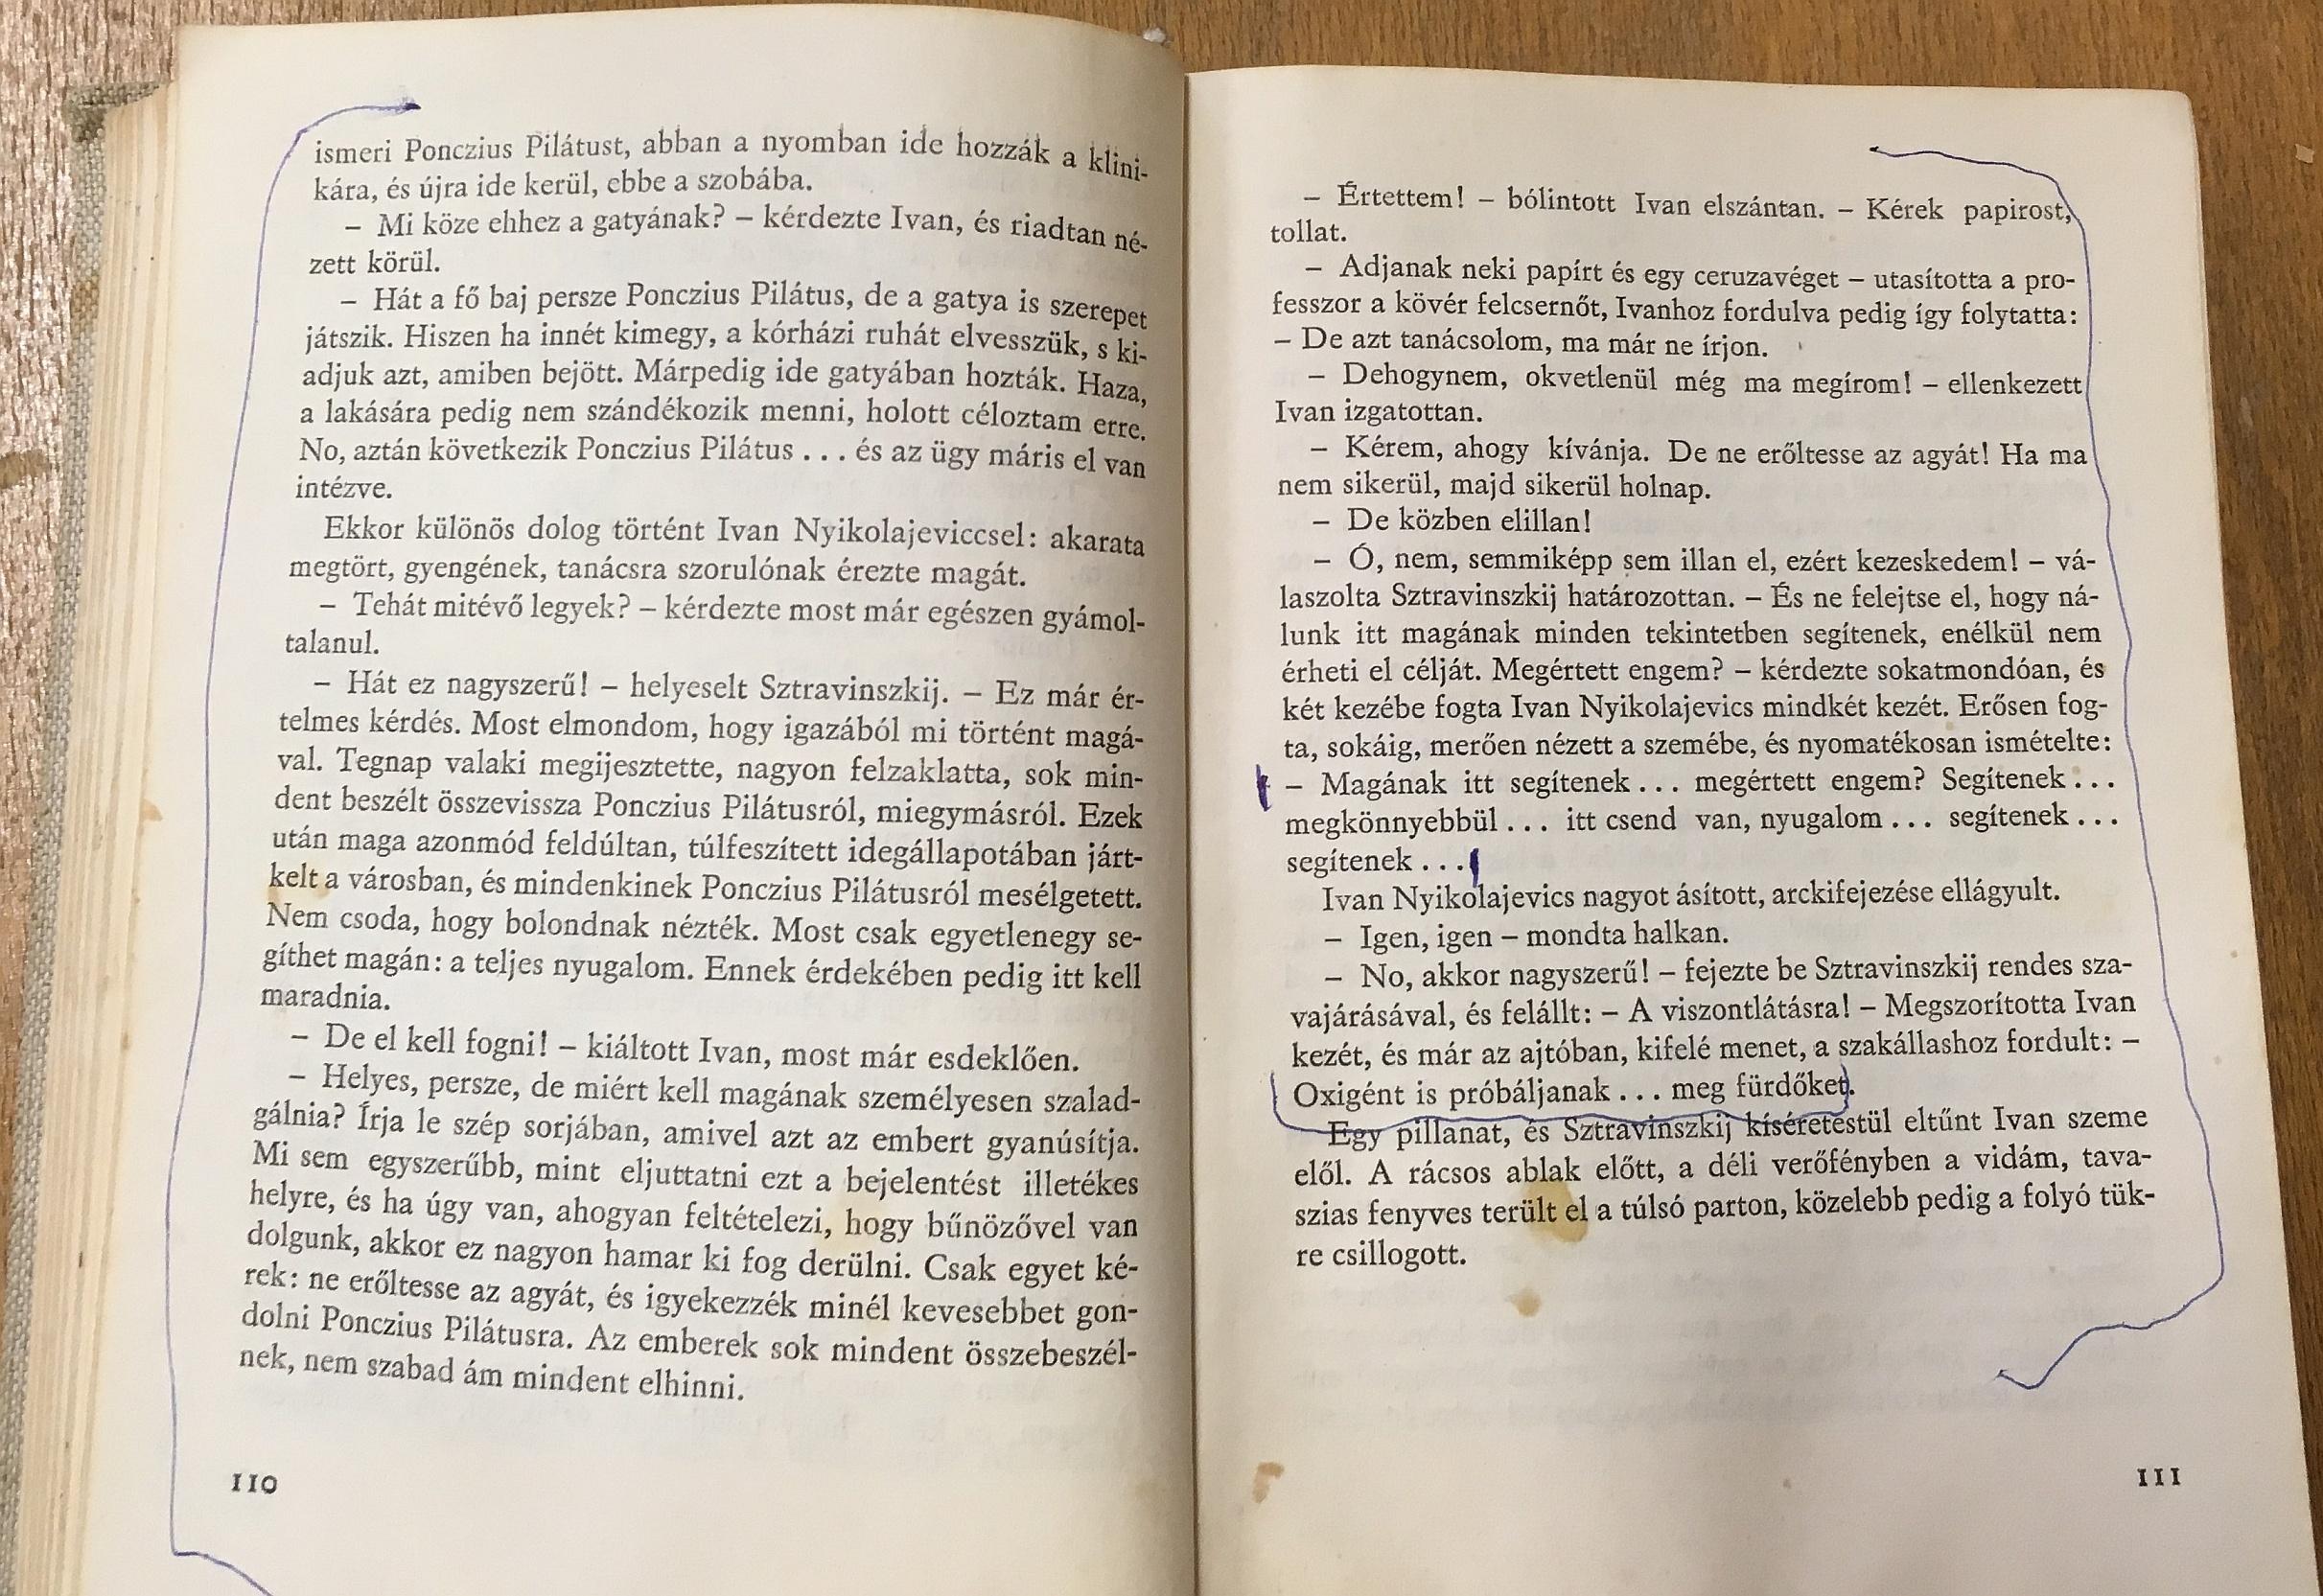 ismeri Ponczius Pilátust, abban a nyomban ide hozzák a klini-
kára, és újra ide kerül, ebbe a szobába.
– Mi köze ehhez a gatyának? – kérdezte Ivan, és riadtan né-
zett körül.
– Hát a fő baj persze Ponczius Pilátus, de a gatya is szerepet
játszik. Hiszen ha innét kimegy, a kórházi ruhát elvesszük, s ki-
adjuk azt, amiben bejött. Márpedig ide gatyában hozták. Haza,
a lakására pedig nem szándékozik menni, holott céloztam erre.
No, aztán következik Ponczius Pilátus . . . és az ügy máris el van
intézve.
Ekkor különös dolog történt Ivan Nyikolajeviccsel: akarata
megtört, gyengének, tanácsra szorulónak érezte magát.
– Tehát mitévő legyek? – kérdezte most már egészen gyámol-
talanul.
– Hát ez nagyszerű! – helyeselt Sztravinszkij. – Ez már ér-
telmes kérdés. Most elmondom, hogy igazából mi történt magá-
val. Tegnap valaki megijesztette, nagyon felzaklatta, sok min-
dent beszélt összevissza Ponczius Pilátusról, miegymásról. Ezek
után maga azonmód feldúltan, túlfeszített idegállapotában járt-
kelt a városban, és mindenkinek Ponczius Pilátusról mesélgetett.
Nem csoda, hogy bolondnak nézték. Most csak egyetlenegy se-
gíthet magán: a teljes nyugalom. Ennek érdekében pedig itt kell
maradnia.
– De el kell fogni! – kiáltott Ivan, most már esdeklően.
– Helyes, persze, de miért kell magának személyesen szalad-
gálnia? Írja le szép sorjában, amivel azt az embert gyanúsítja.
Mi sem egyszerűbb, mint eljuttatni ezt a bejelentést illetékes
helyre, és ha úgy van, ahogyan feltételezi, hogy bűnözővel van
dolgunk, akkor ez nagyon hamar ki fog derülni. Csak egyet ké-
rek: ne erőltesse az agyát, és igyekezzék minél kevesebbet gon-
dolni Ponczius Pilátusra. Az emberek sok mindent összebeszél-
nek, nem szabad ám mindent elhinni.
110
– Értettem! – bólintott Ivan elszántan. – Kérek papirost,
tollat.
– Adjanak neki papírt és egy ceruzavéget – utasította a pro-
fesszor a kövér felcsernőt, Ivanhoz fordulva pedig így folytatta:
– De azt tanácsolom, ma már ne írjon.
– Dehogynem, okvetlenül még ma megírom! – ellenkezett
Ivan izgatottan.
– Kérem, ahogy kívánja. De ne erőltesse az agyát! Ha ma
nem sikerül, majd sikerül holnap.
– De közben elillan!
– Ó, nem, semmiképp sem illan el, ezért kezeskedem! – vá-
laszolta Sztravinszkij határozottan. – És ne felejtse el, hogy ná-
lunk itt magának minden tekintetben segítenek, enélkül nem
érheti el célját. Megértett engem? – kérdezte sokatmondóan, és
két kezébe fogta Ivan Nyikolajevics mindkét kezét. Erősen fog-
ta, sokáig, merően nézett a szemébe, és nyomatékosan ismételte:
– Magának itt segítenek . . . megértett engem? Segítenek . . .
megkönnyebbül . . . itt csend van, nyugalom . . . segítenek . . .
segítenek . . .
Ivan Nyikolajevics nagyot ásított, arckifejezése ellágyult.
– Igen, igen – mondta halkan.
– No, akkor nagyszerű! – fejezte be Sztravinszkij rendes sza-
vajárásával, és felállt: – A viszontlátásra! – Megszorította Ivan
kezét, és már az ajtóban, kifelé menet, a szakállashoz fordult: –
Oxigént is próbáljanak . . . meg fürdőket.
Egy pillanat, és Sztravinszkij kíséretestül eltűnt Ivan szeme
elől. A rácsos ablak előtt, a déli verőfényben a vidám, tava-
szias fenyves terült el a túlsó parton, közelebb pedig a folyó tük-
re csillogott.
111